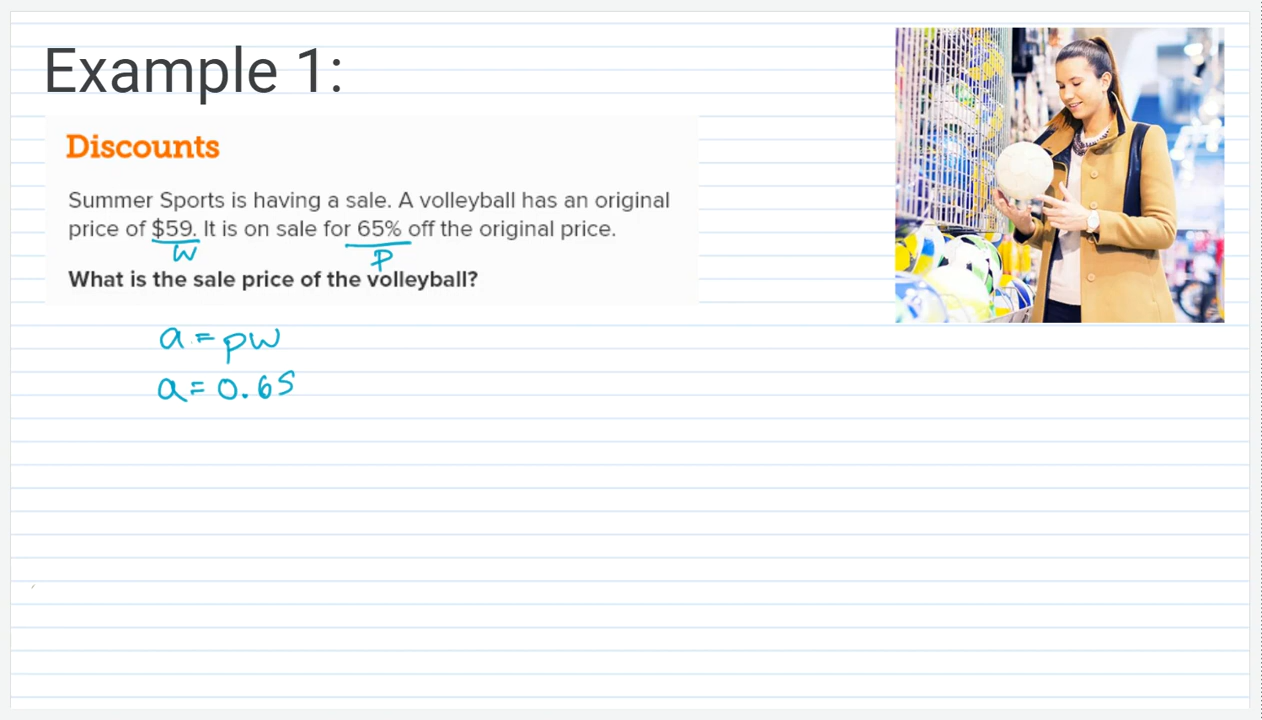 Example 1:
Discounts
Summer Sports is having a sale. A volleyball has an original
price of $59. It is on sale for 65% off the original price.
W P
What is the sale price of the volleyball?
a = pw
a = 0.65